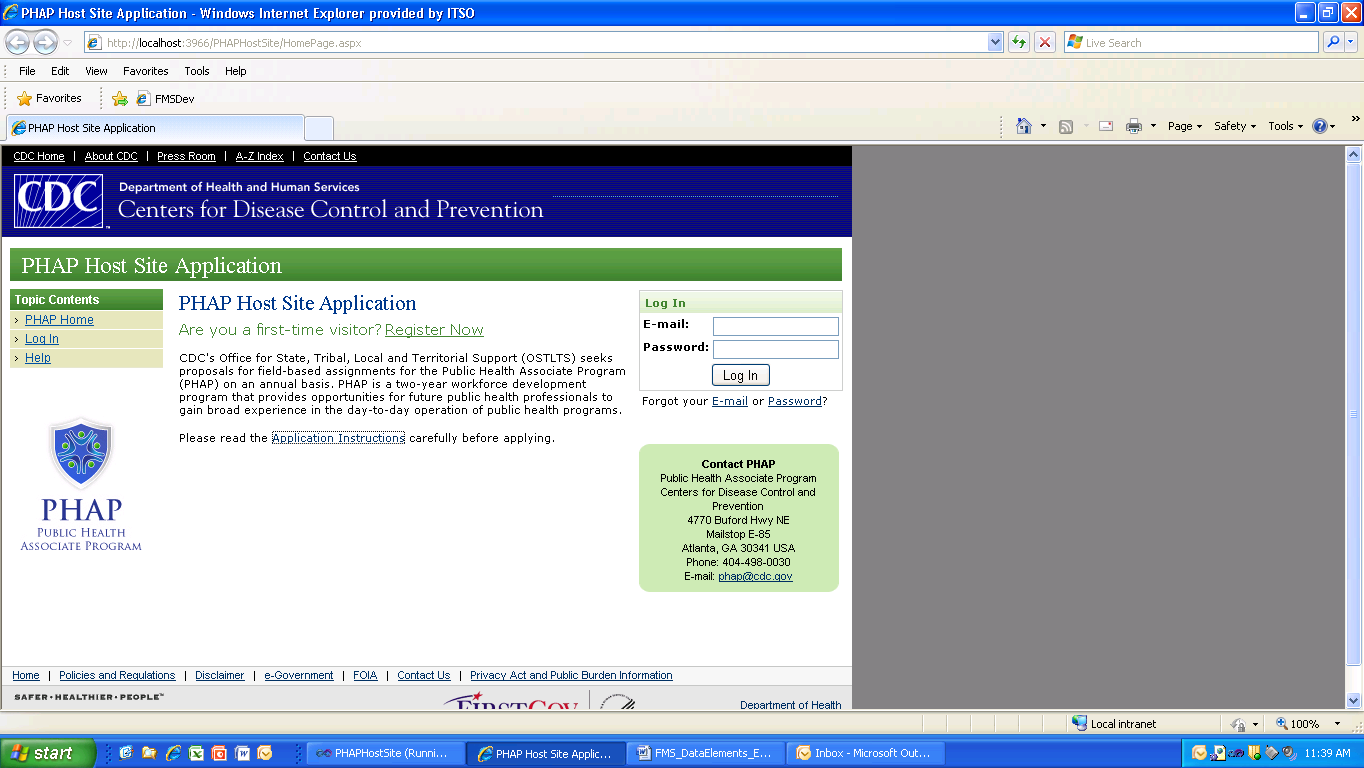 PHAP Host Site Application - Windows Internet Explorer provided by ITSO
http://localhost:3966/PHAPHostSite/HomePage.aspx
Live Search
File Edit View Favorites Tools Help
Favorites FMSDev
PHAP Host Site Application
Page Safety Tools
CDC Home | About CDC | Press Room | A-Z Index | Contact Us
CDC
Department of Health and Human Services
Centers for Disease Control and Prevention
PHAP Host Site Application
Topic Contents
› PHAP Home
› Log In
› Help
PHAP
Public Health
Associate Program
PHAP Host Site Application
Are you a first-time visitor? Register Now
CDC's Office for State, Tribal, Local and Territorial Support (OSTLTS) seeks
proposals for field-based assignments for the Public Health Associate Program
(PHAP) on an annual basis. PHAP is a two-year workforce development
program that provides opportunities for future public health professionals to
gain broad experience in the day-to-day operation of public health programs.
Please read the Application Instructions carefully before applying.
Log In
E-mail:
Password:
Log In
Forgot your E-mail or Password?
Contact PHAP
Public Health Associate Program
Centers for Disease Control and
Prevention
4770 Buford Hwy NE
Mailstop E-85
Atlanta, GA 30341 USA
Phone: 404-498-0030
E-mail: phap@cdc.gov
Home | Policies and Regulations | Disclaimer | e-Government | FOIA | Contact Us | Privacy Act and Public Burden Information
SAFER • HEALTHIER • PEOPLE™
FirstGov
Department of Health
Local intranet 100%
start PHAPHostSite (Runni... PHAP Host Site Applic... FMS_DataElements_E... Inbox - Microsoft Out... 11:39 AM